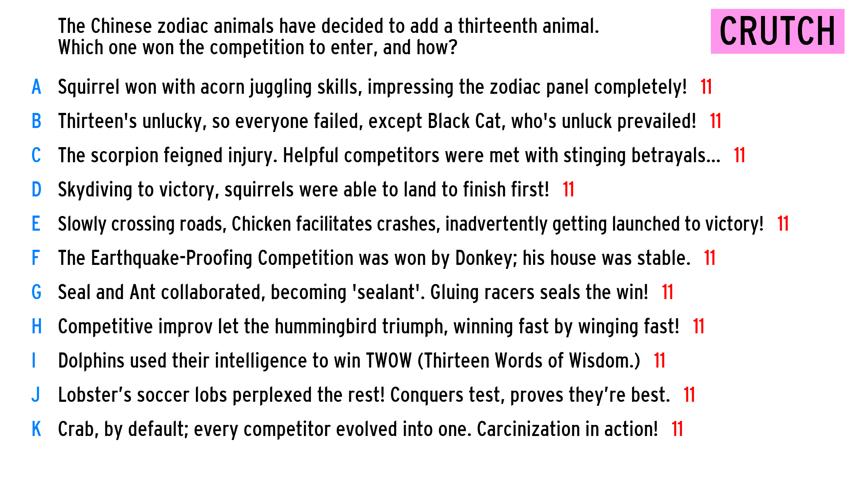 The Chinese zodiac animals have decided to add a thirteenth animal.
Which one won the competition to enter, and how?
CRUTCH
A Squirrel won with acorn juggling skills, impressing the zodiac panel completely! 11
B Thirteen's unlucky, so everyone failed, except Black Cat, who's unluck prevailed! 11
C The scorpion feigned injury. Helpful competitors were met with stinging betrayals... 11
D Skydiving to victory, squirrels were able to land to finish first! 11
E Slowly crossing roads, Chicken facilitates crashes, inadvertently getting launched to victory! 11
F The Earthquake-Proofing Competition was won by Donkey; his house was stable. 11
G Seal and Ant collaborated, becoming 'sealant'. Gluing racers seals the win! 11
H Competitive improv let the hummingbird triumph, winning fast by winging fast! 11
I Dolphins used their intelligence to win TWOW (Thirteen Words of Wisdom.) 11
J Lobster’s soccer lobs perplexed the rest! Conquers test, proves they’re best. 11
K Crab, by default; every competitor evolved into one. Carcinization in action! 11